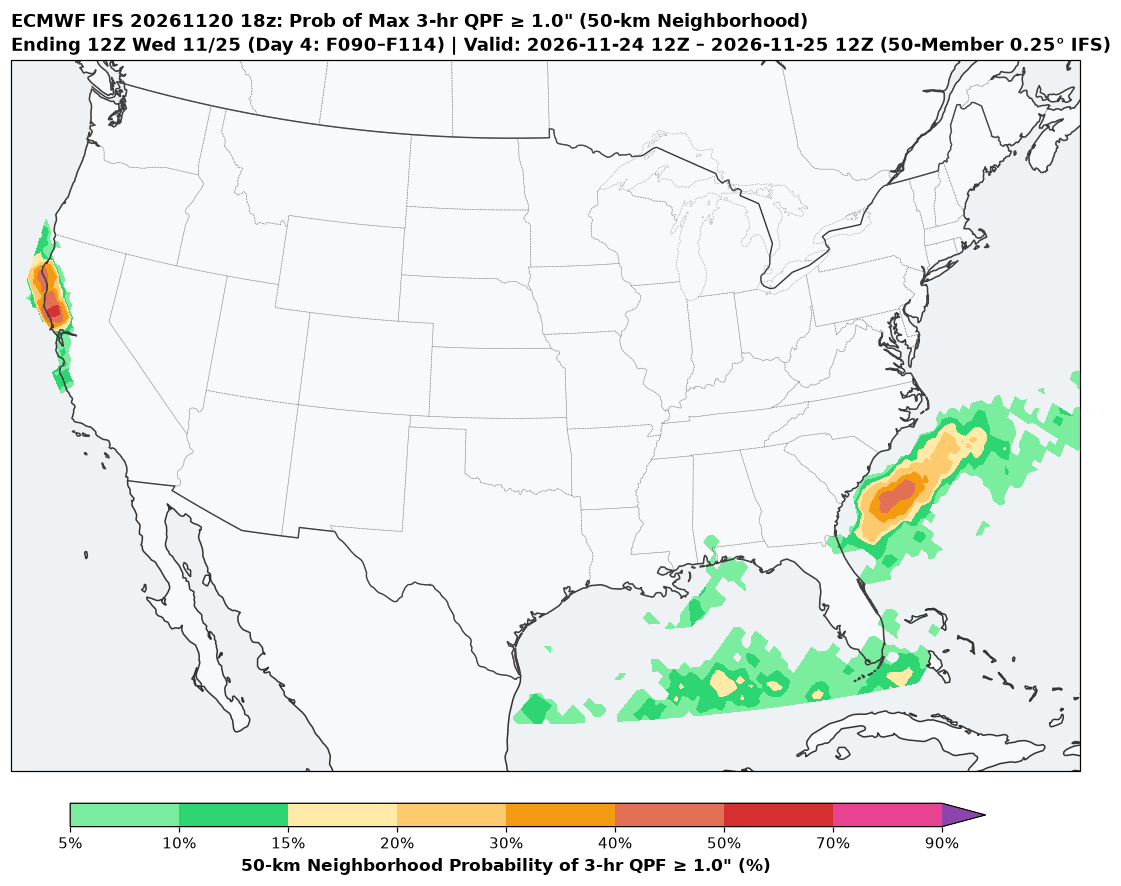 ECMWF IFS 20261120 18z: Prob of Max 3-hr QPF ≥ 1.0" (50-km Neighborhood)
Ending 12Z Wed 11/25 (Day 4: F090–F114) | Valid: 2026-11-24 12Z – 2026-11-25 12Z (50-Member 0.25° IFS)
5% 10% 15% 20% 30% 40% 50% 70% 90%
50-km Neighborhood Probability of 3-hr QPF ≥ 1.0" (%)